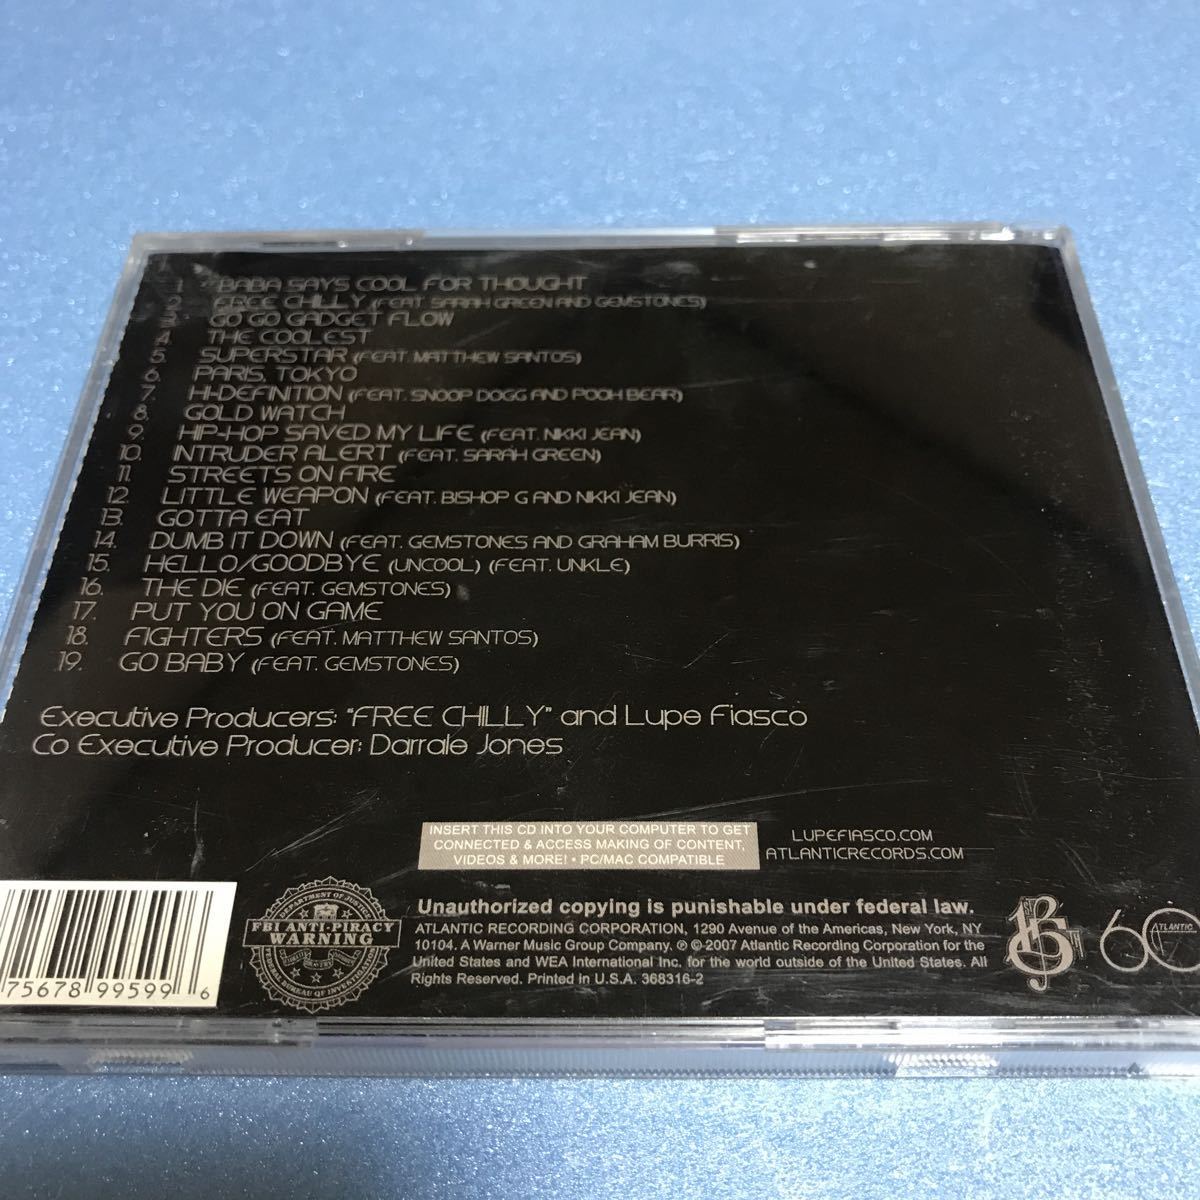 1. BABA SAYS COOL FOR THOUGHT
2. FREE CHILLY (FEAT. SARAH GREEN AND GEMSTONES)
3. GO GO GADGET FLOW
4. THE COOLEST
5. SUPERSTAR (FEAT. MATTHEW SANTOS)
6. PARIS, TOKYO
7. HI-DEFINITION (FEAT. SNOOP DOGG AND POOH BEAR)
8. GOLD WATCH
9. HIP-HOP SAVED MY LIFE (FEAT. NIKKI JEAN)
10. INTRUDER ALERT (FEAT. SARAH GREEN)
11. STREETS ON FIRE
12. LITTLE WEAPON (FEAT. BISHOP G AND NIKKI JEAN)
13. GOTTA EAT
14. DUMB IT DOWN (FEAT. GEMSTONES AND GRAHAM BURRIS)
15. HELLO/GOODBYE (UNCOOL) (FEAT. UNKLE)
16. THE DIE (FEAT. GEMSTONES)
17. PUT YOU ON GAME
18. FIGHTERS (FEAT. MATTHEW SANTOS)
19. GO BABY (FEAT. GEMSTONES)
Executive Producers: "FREE CHILLY" and Lupe Fiasco
Co Executive Producer: Darrale Jones
INSERT THIS CD INTO YOUR COMPUTER TO GET
CONNECTED & ACCESS MAKING OF CONTENT,
VIDEOS & MORE! • PC/MAC COMPATIBLE
LUPEFIASCO.COM
ATLANTICRECORDS.COM
75678 99599 6
DEPARTMENT OF JUSTICE
FBI ANTI-PIRACY
WARNING
FEDERAL BUREAU OF INVESTIGATION
Unauthorized copying is punishable under federal law.
ATLANTIC RECORDING CORPORATION, 1290 Avenue of the Americas, New York, NY
10104. A Warner Music Group Company. ℗ © 2007 Atlantic Recording Corporation for the
United States and WEA International Inc. for the world outside of the United States. All
Rights Reserved. Printed in U.S.A. 368316-2
ATLANTIC
60